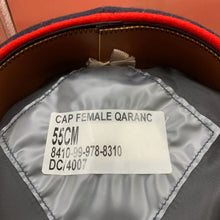 CAP FEMALE QARANC
55CM
8410-99-978-8310
DC/4007